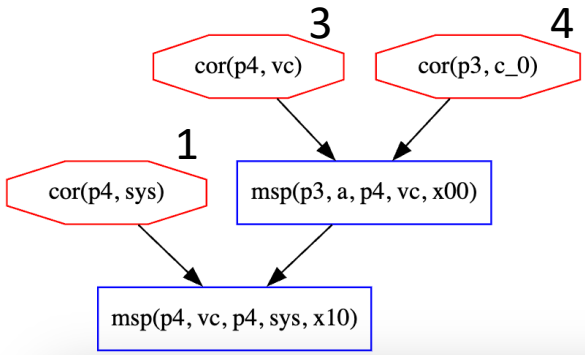 3
4
cor(p4, vc)
cor(p3, c_0)
1
cor(p4, sys)
msp(p3, a, p4, vc, x00)
msp(p4, vc, p4, sys, x10)